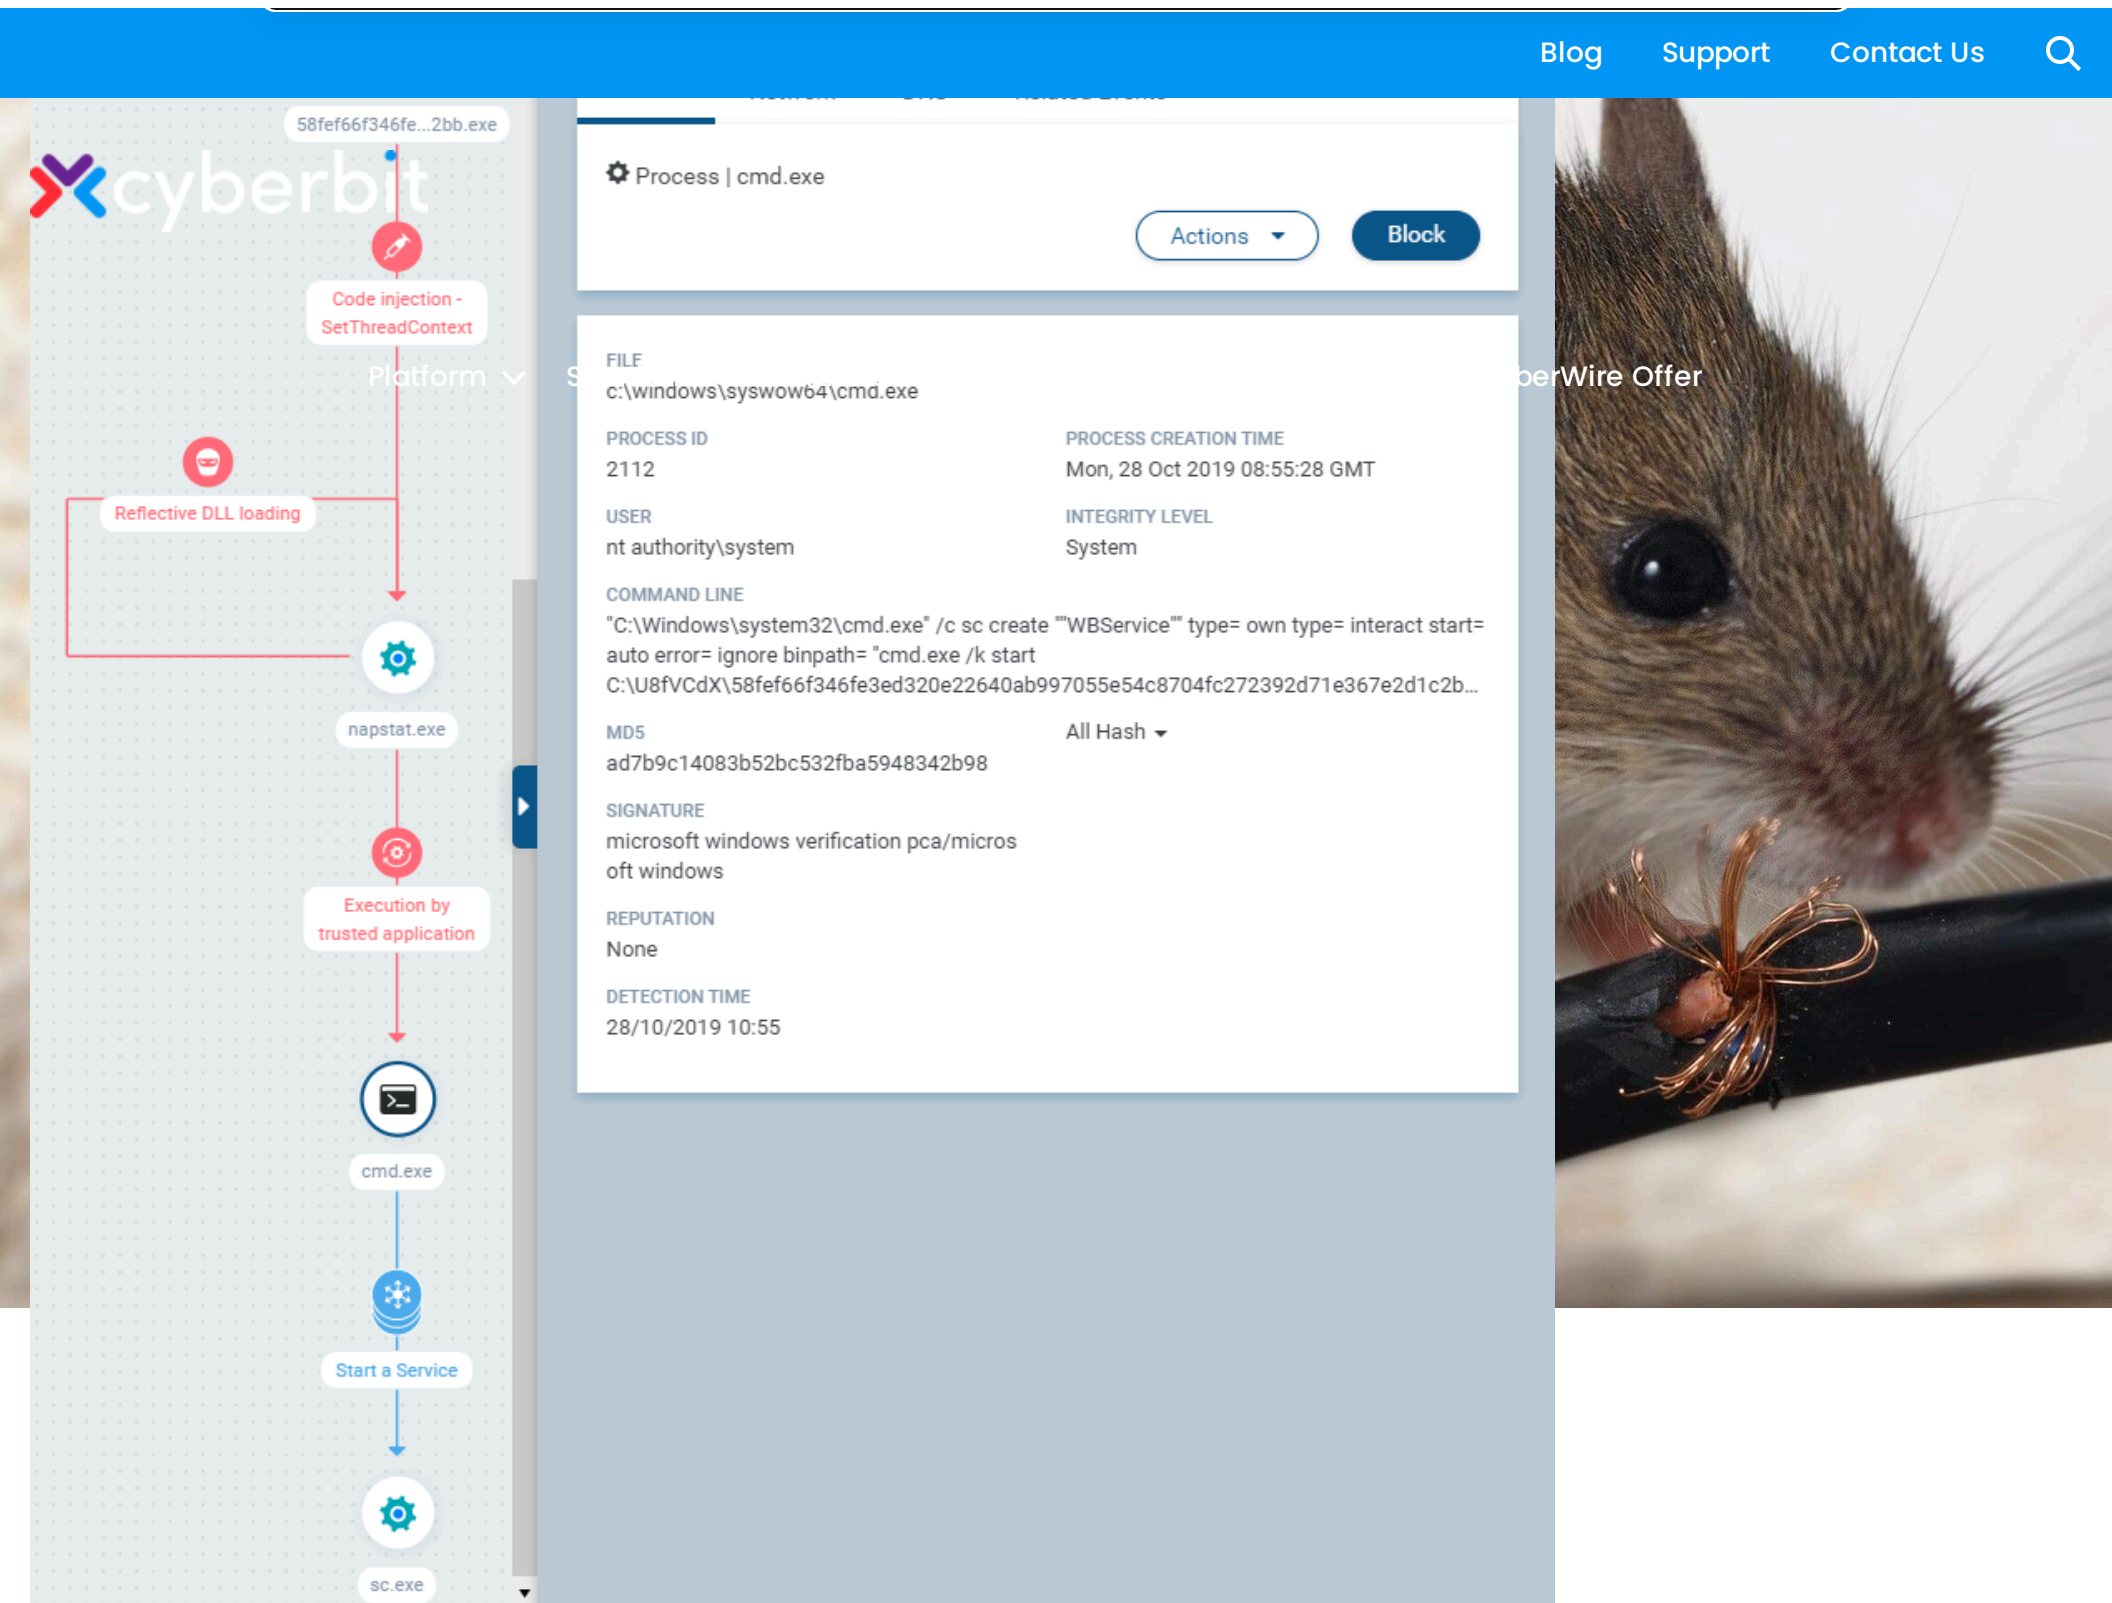 Blog Support Contact Us
58fef66f346fe...2bb.exe
cyberbit
Process | cmd.exe
Actions Block
Code injection -
SetThreadContext
FILE
Platform
berWire Offer
c:\windows\syswow64\cmd.exe
PROCESS ID PROCESS CREATION TIME
2112 Mon, 28 Oct 2019 08:55:28 GMT
Reflective DLL loading
USER INTEGRITY LEVEL
nt authority\system System
COMMAND LINE
"C:\Windows\system32\cmd.exe" /c sc create ""WBService"" type= own type= interact start=
auto error= ignore binpath= "cmd.exe /k start
C:\U8fVCdX\58fef66f346fe3ed320e22640ab997055e54c8704fc272392d71e367e2d1c2b...
napstat.exe
MD5 All Hash
ad7b9c14083b52bc532fba5948342b98
SIGNATURE
microsoft windows verification pca/micros
oft windows
Execution by
trusted application
REPUTATION
None
DETECTION TIME
28/10/2019 10:55
cmd.exe
Start a Service
sc.exe